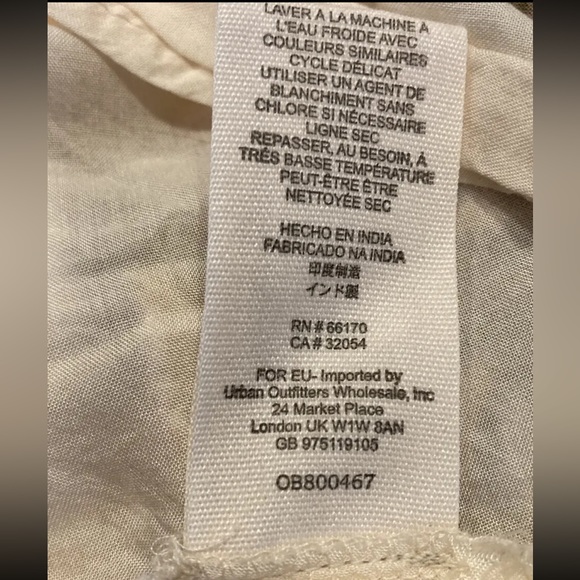 LAVER À LA MACHINE À
L'EAU FROIDE AVEC
COULEURS SIMILAIRES
CYCLE DÉLICAT
UTILISER UN AGENT DE
BLANCHIMENT SANS
CHLORE SI NÉCESSAIRE
LIGNE SEC
REPASSER, AU BESOIN, À
TRÉS BASSE TEMPÉRATURE
PEUT-ÊTRE ÊTRE
NETTOYÉE SEC
HECHO EN INDIA
FABRICADO NA INDIA
印度制造
インド製
RN # 66170
CA # 32054
FOR EU- Imported by
Urban Outfitters Wholesale, Inc
24 Market Place
London UK W1W 8AN
GB 975119105
OB800467